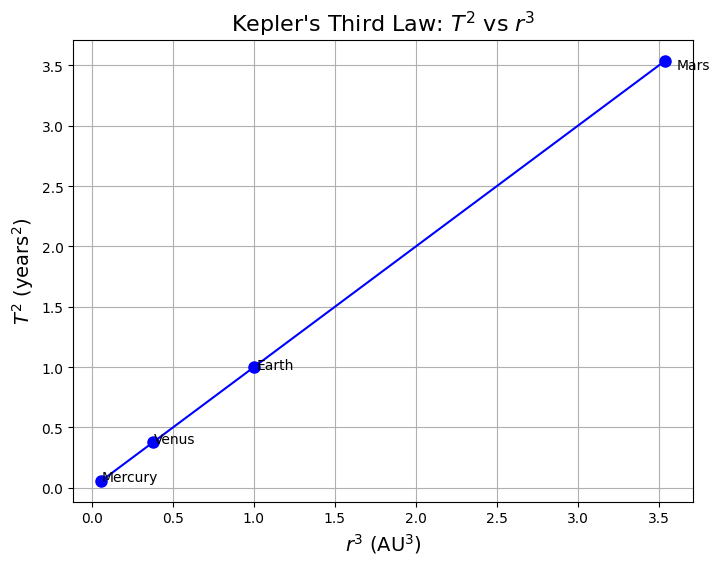 Kepler's Third Law: T² vs r³
T² (years²)
3.5
3.0
2.5
2.0
1.5
1.0
0.5
0.0
Mars
Earth
Venus
Mercury
0.0 0.5 1.0 1.5 2.0 2.5 3.0 3.5
r³ (AU³)